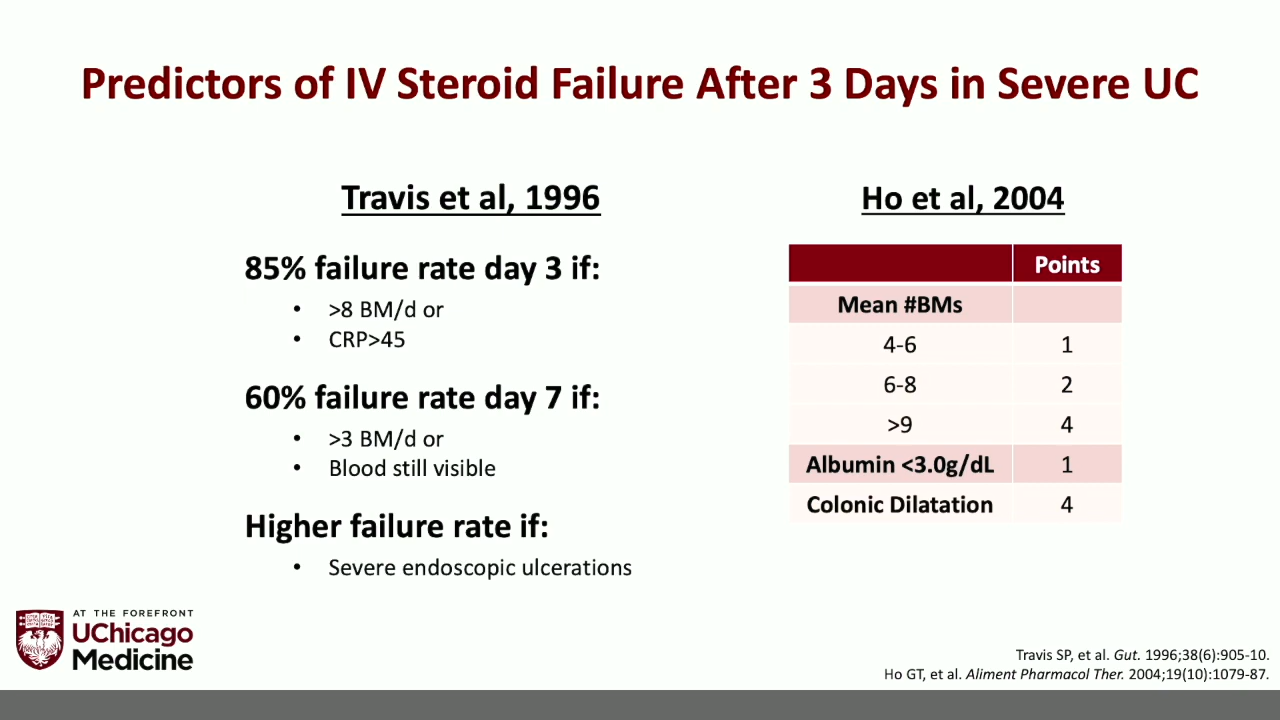 Predictors of IV Steroid Failure After 3 Days in Severe UC
Travis et al, 1996
85% failure rate day 3 if:
• >8 BM/d or
• CRP>45
60% failure rate day 7 if:
• >3 BM/d or
• Blood still visible
Higher failure rate if:
• Severe endoscopic ulcerations
Ho et al, 2004
Points
Mean #BMs
4-6 1
6-8 2
>9 4
Albumin <3.0g/dL 1
Colonic Dilatation 4
AT THE FOREFRONT
UChicago
Medicine
Travis SP, et al. Gut. 1996;38(6):905-10.
Ho GT, et al. Aliment Pharmacol Ther. 2004;19(10):1079-87.